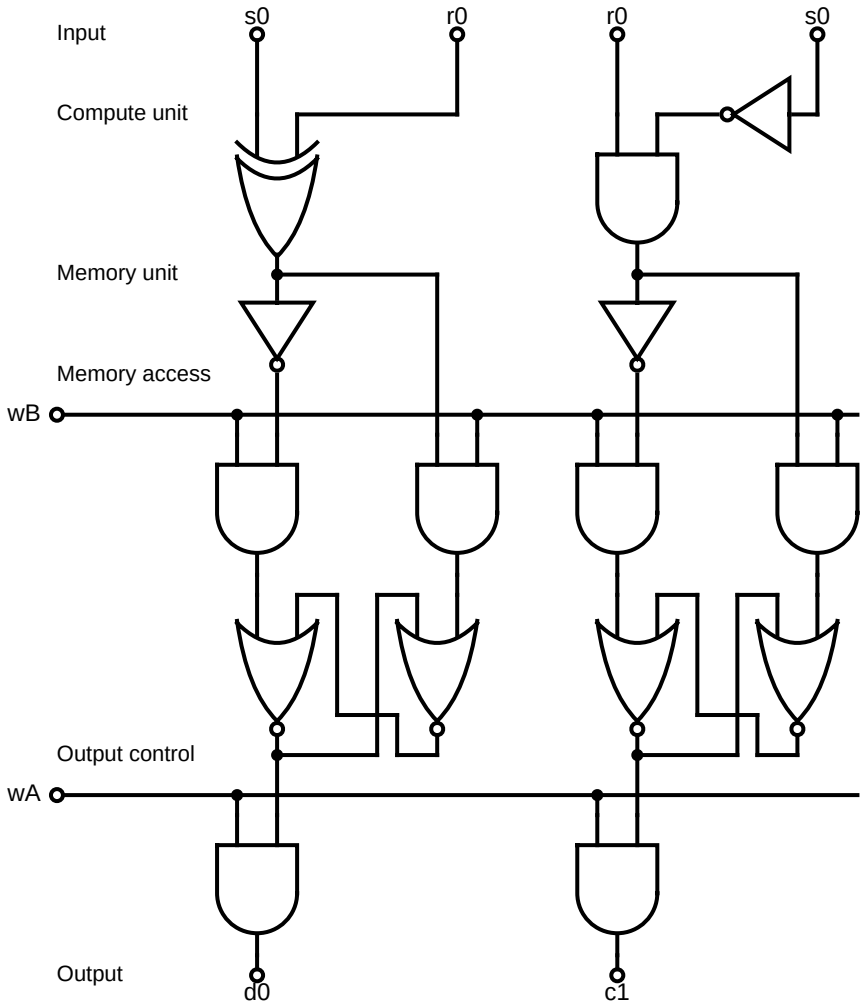 s0 r0 r0 s0
Input
Compute unit
Memory unit
Memory access
wB
Output control
wA
Output
d0 c1